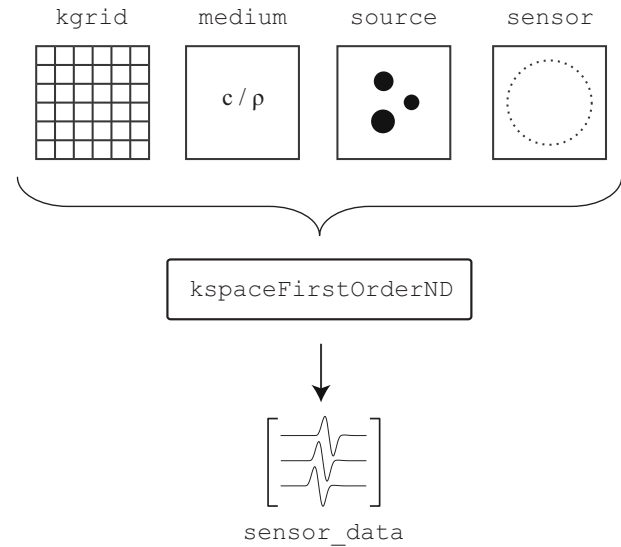 kgrid medium source sensor
c / ρ
kspaceFirstOrderND
sensor_data